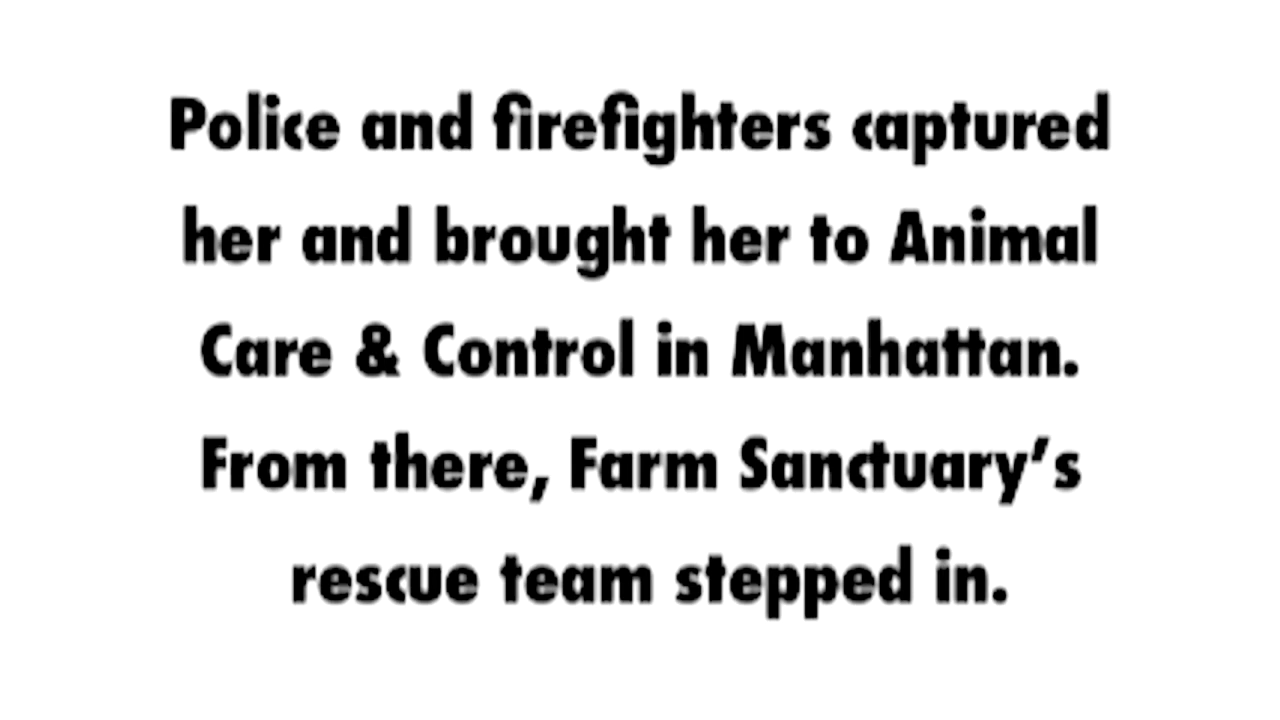 Police and firefighters captured
her and brought her to Animal
Care & Control in Manhattan.
From there, Farm Sanctuary’s
rescue team stepped in.